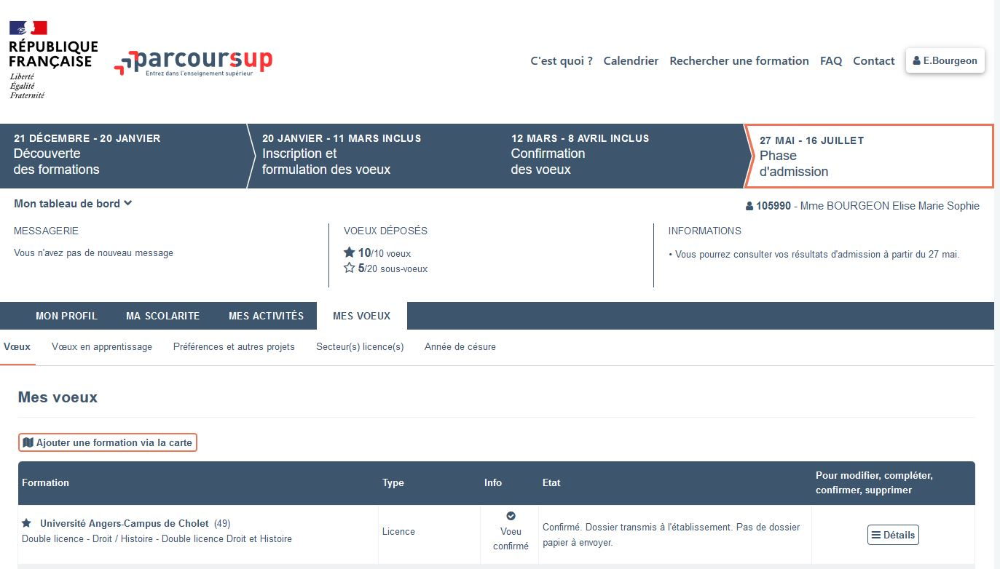 RÉPUBLIQUE
FRANÇAISE
Liberté
Égalité
Fraternité
parcoursup
Entrez dans l'enseignement supérieur
C'est quoi ? Calendrier Rechercher une formation FAQ Contact E.Bourgeon
21 DÉCEMBRE - 20 JANVIER
Découverte
des formations
20 JANVIER - 11 MARS INCLUS
Inscription et
formulation des voeux
12 MARS - 8 AVRIL INCLUS
Confirmation
des voeux
27 MAI - 16 JUILLET
Phase
d'admission
Mon tableau de bord
105990 - Mme BOURGEON Elise Marie Sophie
MESSAGERIE
Vous n'avez pas de nouveau message
VOEUX DÉPOSÉS
10/10 voeux
5/20 sous-voeux
INFORMATIONS
• Vous pourrez consulter vos résultats d'admission à partir du 27 mai.
MON PROFIL MA SCOLARITE MES ACTIVITÉS MES VOEUX
Vœux Vœux en apprentissage Préférences et autres projets Secteur(s) licence(s) Année de césure
Mes voeux
Ajouter une formation via la carte
Formation Type Info Etat Pour modifier, compléter,
confirmer, supprimer
Université Angers-Campus de Cholet (49)
Double licence - Droit / Histoire - Double licence Droit et Histoire
Licence
Voeu
confirmé
Confirmé. Dossier transmis à l'établissement. Pas de dossier
papier à envoyer.
Détails